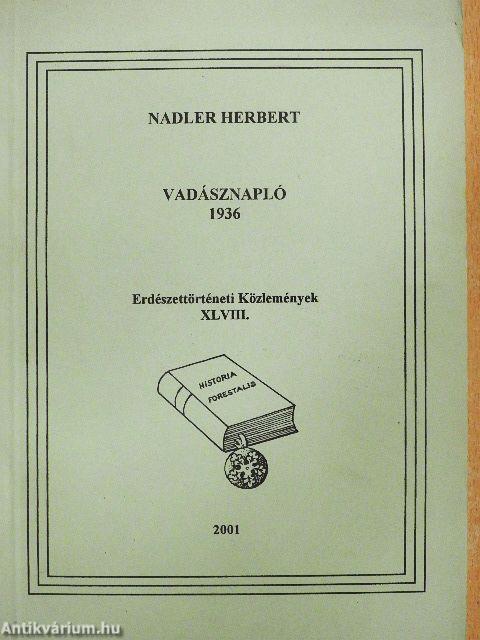 NADLER HERBERT
VADÁSZNAPLÓ
1936
Erdészettörténeti Közlemények
XLVIII.
HISTORIA
FORESTALIS
2001
Antikvárium.hu